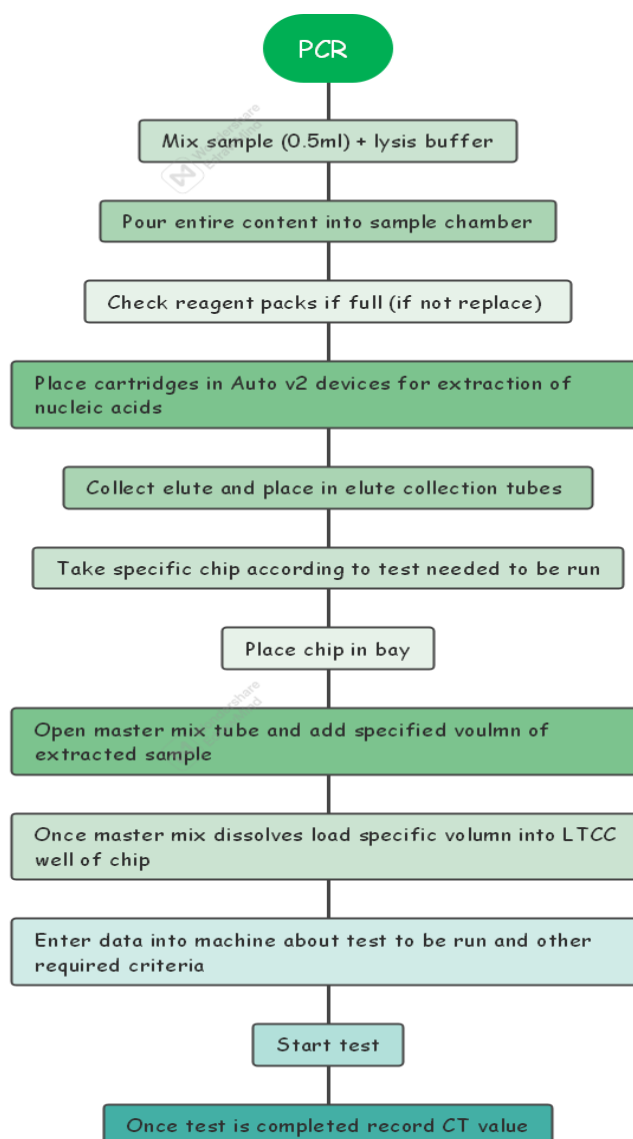 PCR
Mix sample (0.5ml) + lysis buffer
Pour entire content into sample chamber
Check reagent packs if full (if not replace)
Place cartridges in Auto v2 devices for extraction of
nucleic acids
Collect elute and place in elute collection tubes
Take specific chip according to test needed to be run
Place chip in bay
Open master mix tube and add specified voulmn of
extracted sample
Once master mix dissolves load specific volumn into LTCC
well of chip
Enter data into machine about test to be run and other
required criteria
Start test
Once test is completed record CT value